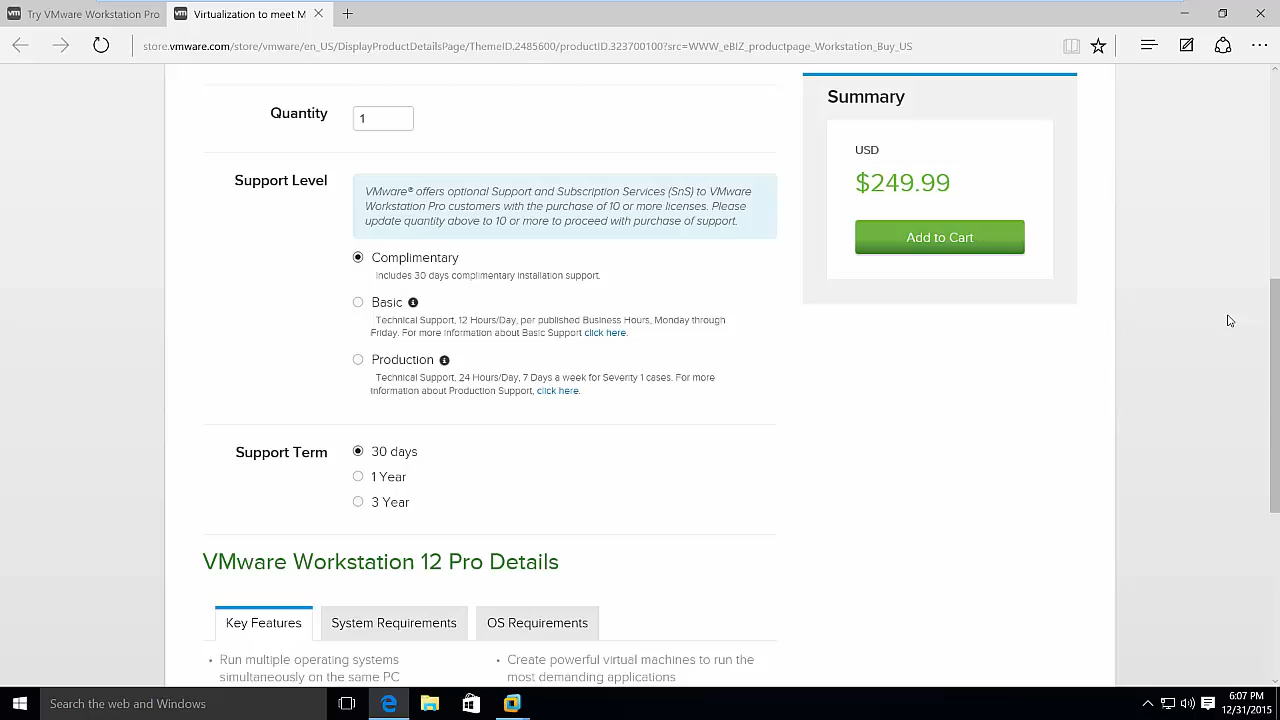 Try VMware Workstation Pro
Virtualization to meet M
store.vmware.com/store/vmware/en_US/DisplayProductDetailsPage/ThemeID.2485600/productID.323700100?src=WWW_eBIZ_productpage_Workstation_Buy_US
Quantity
1
Support Level
VMware® offers optional Support and Subscription Services (SnS) to VMware
Workstation Pro customers with the purchase of 10 or more licenses. Please
update quantity above to 10 or more to proceed with purchase of support.
Complimentary
Includes 30 days complimentary installation support.
Basic
Technical Support, 12 Hours/Day, per published Business Hours, Monday through
Friday. For more information about Basic Support click here.
Production
Technical Support, 24 Hours/Day, 7 Days a week for Severity 1 cases. For more
information about Production Support, click here.
Support Term
30 days
1 Year
3 Year
Summary
USD
$249.99
Add to Cart
VMware Workstation 12 Pro Details
Key Features
System Requirements
OS Requirements
• Run multiple operating systems
simultaneously on the same PC
• Create powerful virtual machines to run the
most demanding applications
Search the web and Windows
6:07 PM
12/31/2015